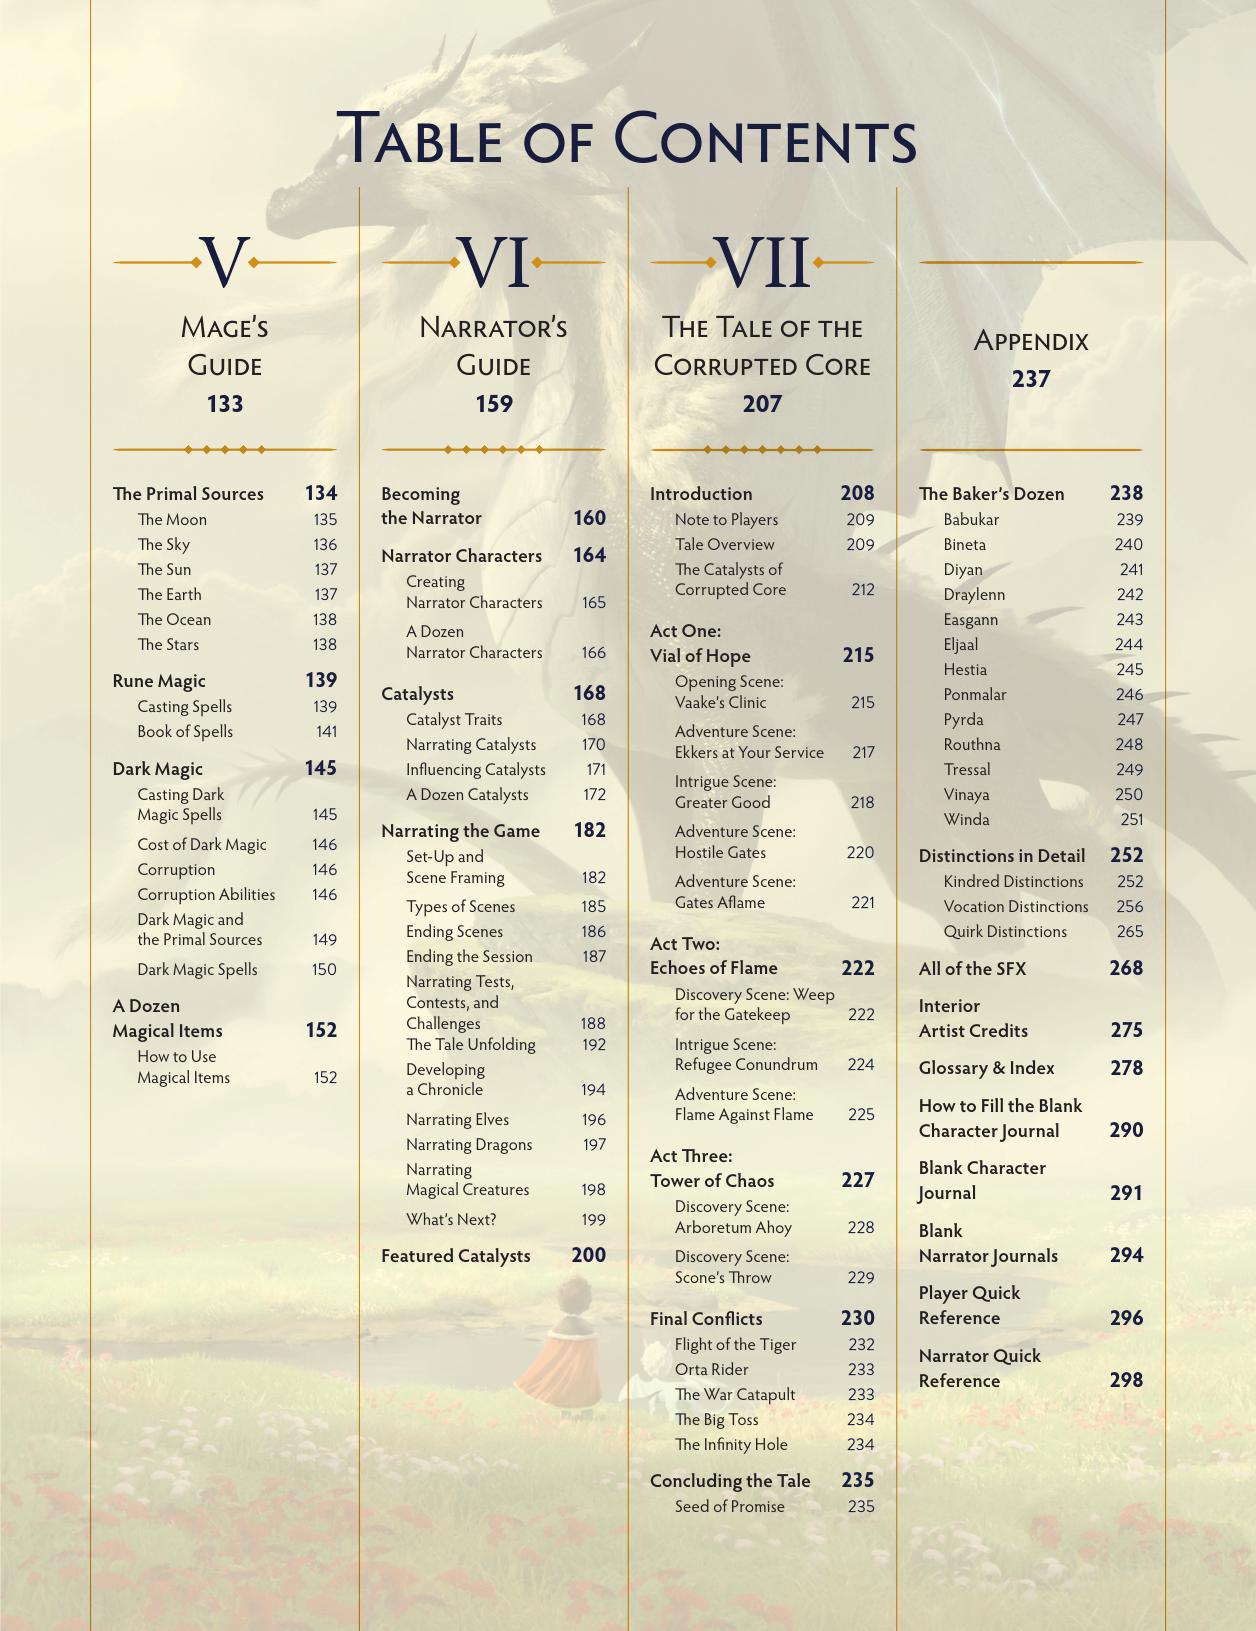 Table of Contents
V
Mage's
Guide
133
The Primal Sources 134
The Moon 135
The Sky 136
The Sun 137
The Earth 137
The Ocean 138
The Stars 138
Rune Magic 139
Casting Spells 139
Book of Spells 141
Dark Magic 145
Casting Dark
Magic Spells 145
Cost of Dark Magic 146
Corruption 146
Corruption Abilities 146
Dark Magic and
the Primal Sources 149
Dark Magic Spells 150
A Dozen
Magical Items 152
How to Use
Magical Items 152
VI
Narrator's
Guide
159
Becoming
the Narrator 160
Narrator Characters 164
Creating
Narrator Characters 165
A Dozen
Narrator Characters 166
Catalysts 168
Catalyst Traits 168
Narrating Catalysts 170
Influencing Catalysts 171
A Dozen Catalysts 172
Narrating the Game 182
Set-Up and
Scene Framing 182
Types of Scenes 185
Ending Scenes 186
Ending the Session 187
Narrating Tests,
Contests, and
Challenges 188
The Tale Unfolding 192
Developing
a Chronicle 194
Narrating Elves 196
Narrating Dragons 197
Narrating
Magical Creatures 198
What's Next? 199
Featured Catalysts 200
VII
The Tale of the
Corrupted Core
207
Introduction 208
Note to Players 209
Tale Overview 209
The Catalysts of
Corrupted Core 212
Act One:
Vial of Hope 215
Opening Scene:
Vaake's Clinic 215
Adventure Scene:
Ekkers at Your Service 217
Intrigue Scene:
Greater Good 218
Adventure Scene:
Hostile Gates 220
Adventure Scene:
Gates Aflame 221
Act Two:
Echoes of Flame 222
Discovery Scene: Weep
for the Gatekeep 222
Intrigue Scene:
Refugee Conundrum 224
Adventure Scene:
Flame Against Flame 225
Act Three:
Tower of Chaos 227
Discovery Scene:
Arboretum Ahoy 228
Discovery Scene:
Scone's Throw 229
Final Conflicts 230
Flight of the Tiger 232
Orta Rider 233
The War Catapult 233
The Big Toss 234
The Infinity Hole 234
Concluding the Tale 235
Seed of Promise 235
Appendix
237
The Baker's Dozen 238
Babukar 239
Bineta 240
Diyan 241
Draylenn 242
Easgann 243
Eljaal 244
Hestia 245
Ponmalar 246
Pyrda 247
Routhna 248
Tressal 249
Vinaya 250
Winda 251
Distinctions in Detail 252
Kindred Distinctions 252
Vocation Distinctions 256
Quirk Distinctions 265
All of the SFX 268
Interior
Artist Credits 275
Glossary & Index 278
How to Fill the Blank
Character Journal 290
Blank Character
Journal 291
Blank
Narrator Journals 294
Player Quick
Reference 296
Narrator Quick
Reference 298